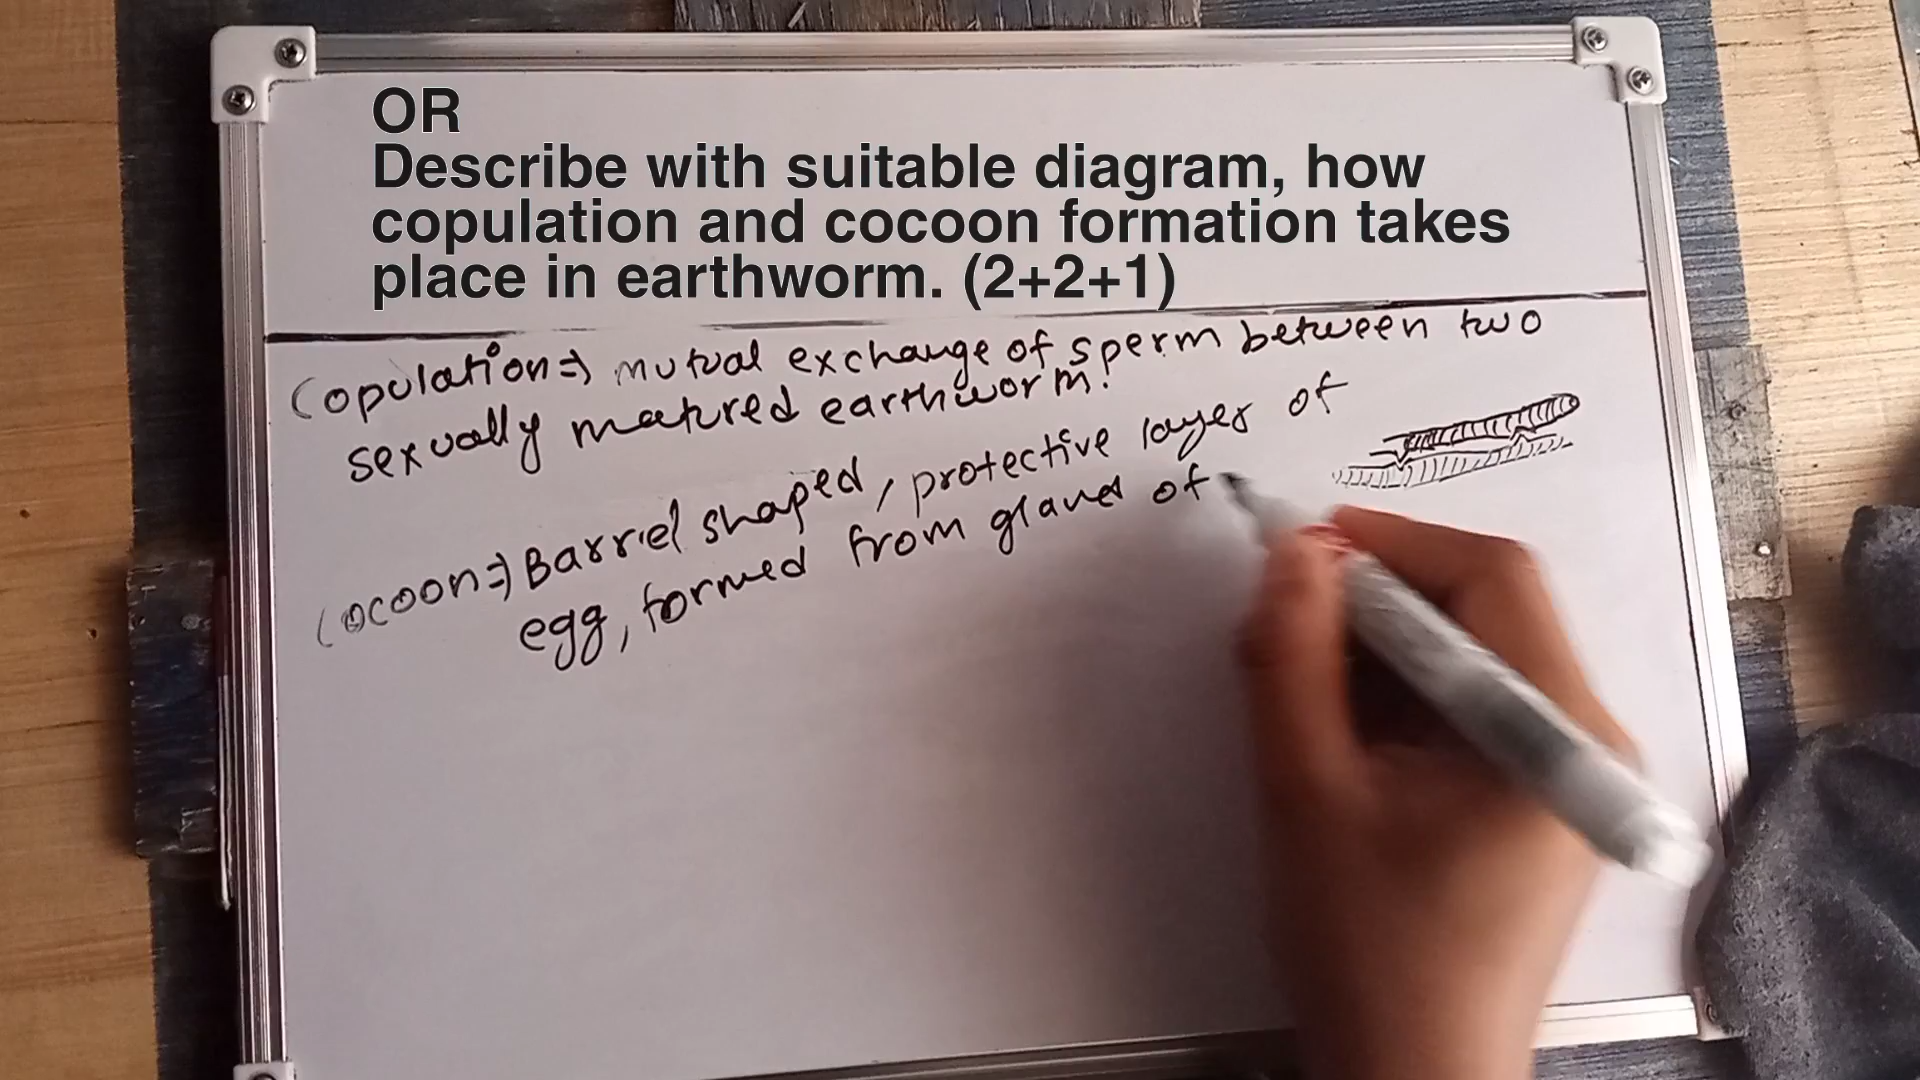 OR
Describe with suitable diagram, how
copulation and cocoon formation takes
place in earthworm. (2+2+1)
Copulation⇒ mutual exchange of sperm between two
sexually matured earthworm.
Cocoon⇒ Barrel shaped, protective layer of
egg, formed from gland of